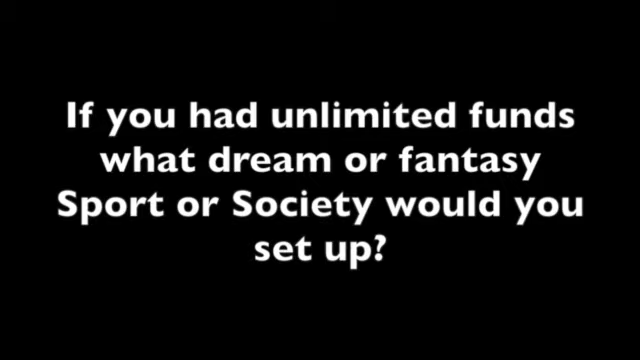 If you had unlimited funds
what dream or fantasy
Sport or Society would you
set up?